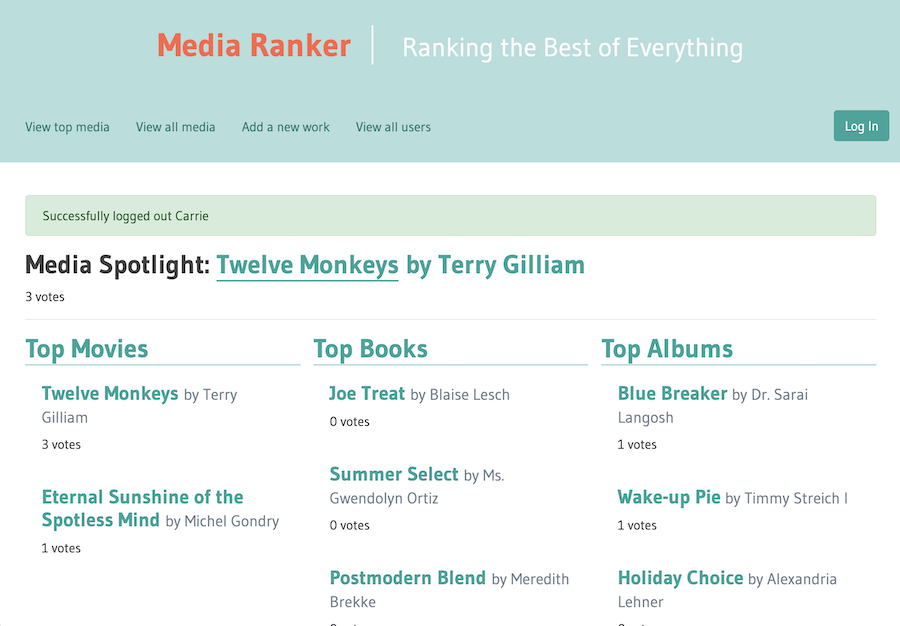 Media Ranker
Ranking the Best of Everything
View top media
View all media
Add a new work
View all users
Log In
Successfully logged out Carrie
Media Spotlight: Twelve Monkeys by Terry Gilliam
3 votes
Top Movies
Twelve Monkeys by Terry
Gilliam
3 votes
Eternal Sunshine of the
Spotless Mind by Michel Gondry
1 votes
Top Books
Joe Treat by Blaise Lesch
0 votes
Summer Select by Ms.
Gwendolyn Ortiz
0 votes
Postmodern Blend by Meredith
Brekke
Top Albums
Blue Breaker by Dr. Sarai
Langosh
1 votes
Wake-up Pie by Timmy Streich I
1 votes
Holiday Choice by Alexandria
Lehner